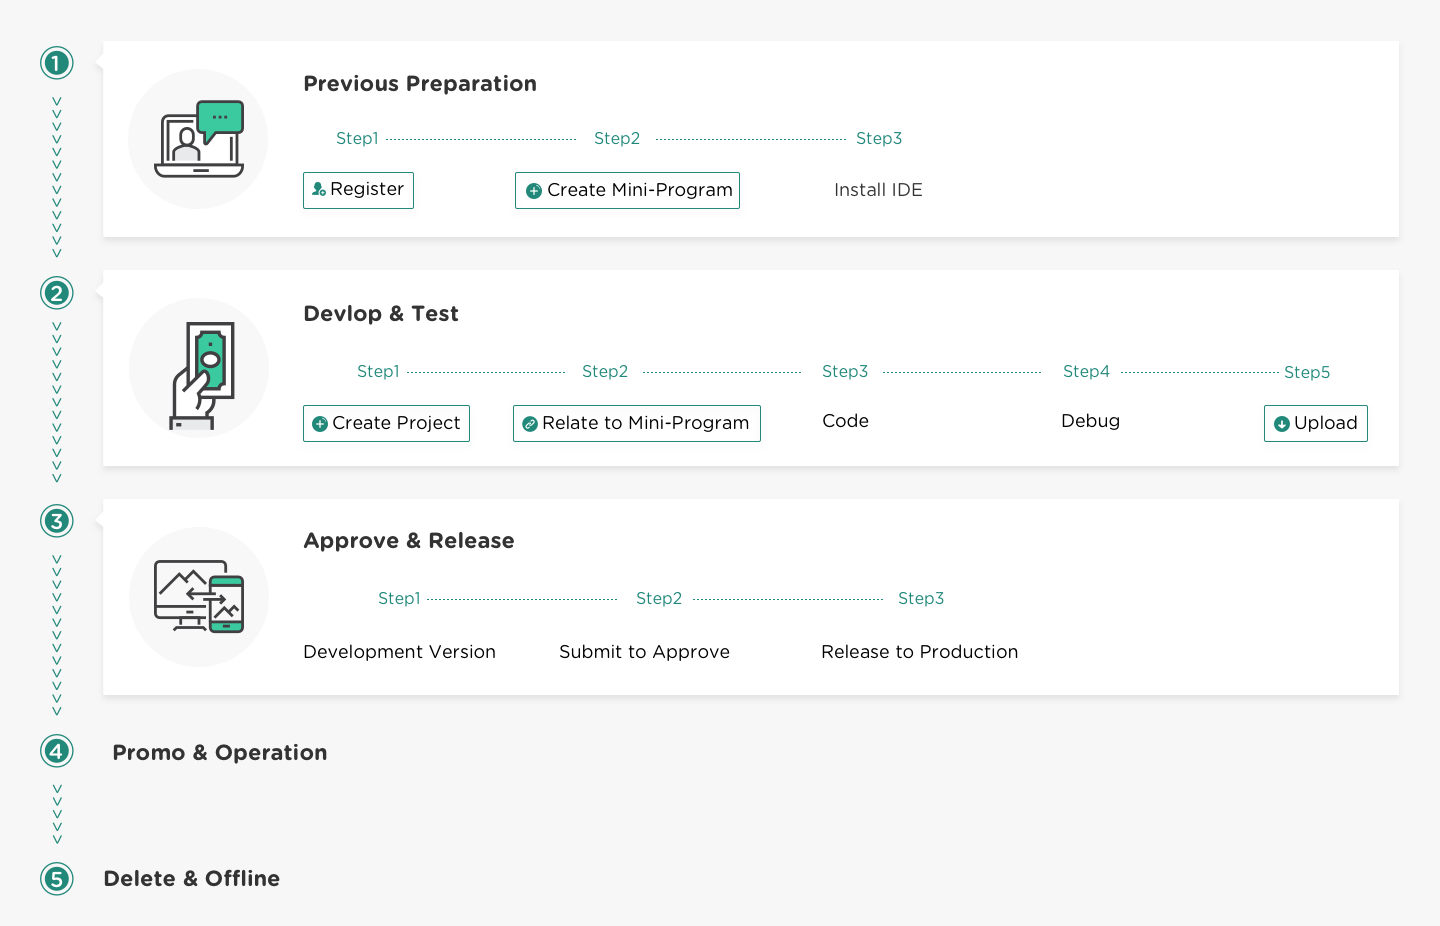 1
Previous Preparation
Step1 Step2 Step3
Register Create Mini-Program Install IDE
2
Devlop & Test
Step1 Step2 Step3 Step4 Step5
Create Project Relate to Mini-Program Code Debug Upload
3
Approve & Release
Step1 Step2 Step3
Development Version Submit to Approve Release to Production
4 Promo & Operation
5 Delete & Offline